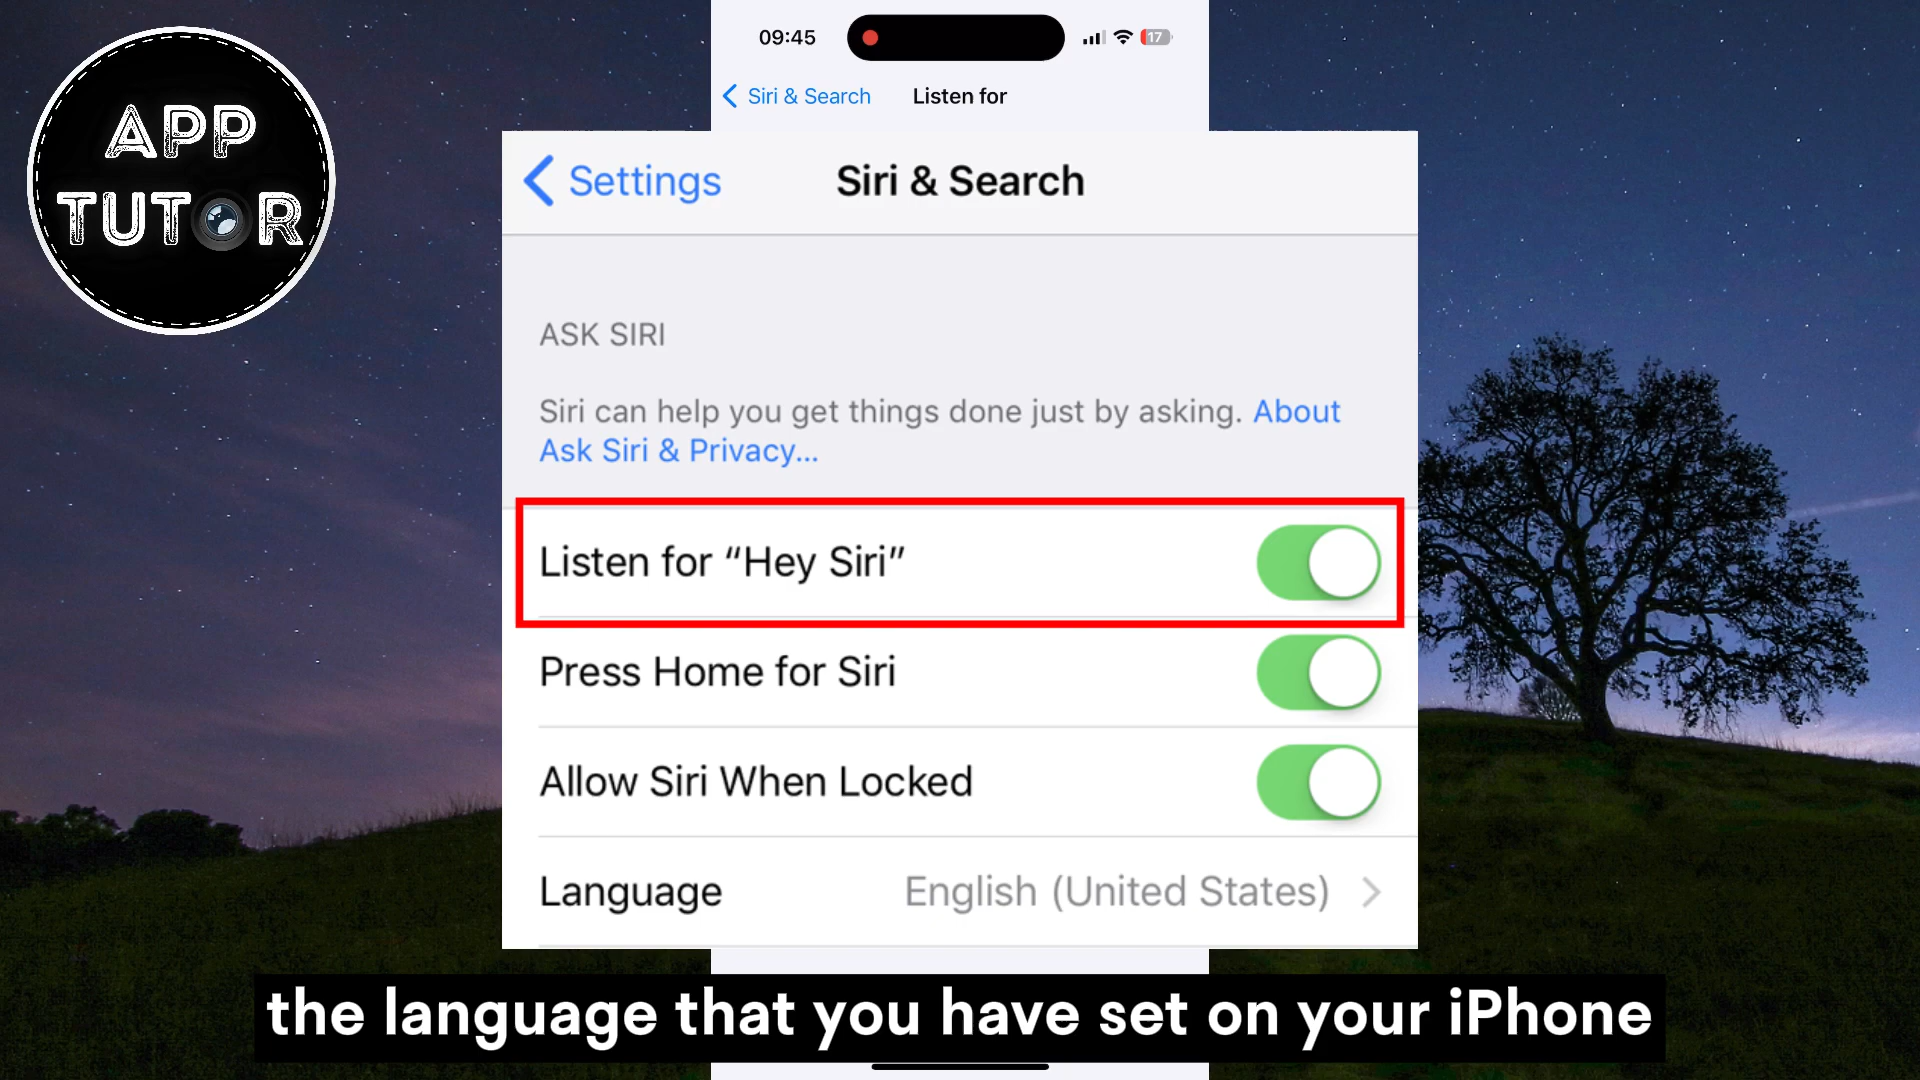 APP
TUTOR
09:45
17
Siri & Search
Listen for
Settings
Siri & Search
ASK SIRI
Siri can help you get things done just by asking. About
Ask Siri & Privacy...
Listen for “Hey Siri”
Press Home for Siri
Allow Siri When Locked
Language
English (United States)
the language that you have set on your iPhone